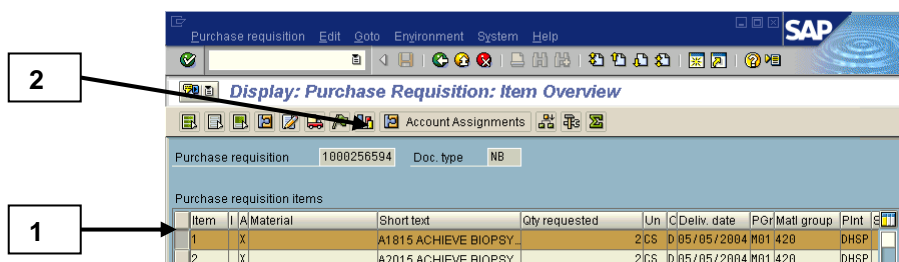 Purchase requisition Edit Goto Environment System Help
SAP
2
Display: Purchase Requisition: Item Overview
Account Assignments
Purchase requisition 1000256594 Doc. type NB
Purchase requisition items
Item I A Material Short text Qty requested Un C Deliv. date PGr Matl group Plnt S
1
1 X A1815 ACHIEVE BIOPSY… 2 CS D 05/05/2004 M01 420 DHSP
2 X A2015 ACHIEVE BIOPSY 2 CS D 05/05/2004 M01 420 DHSP